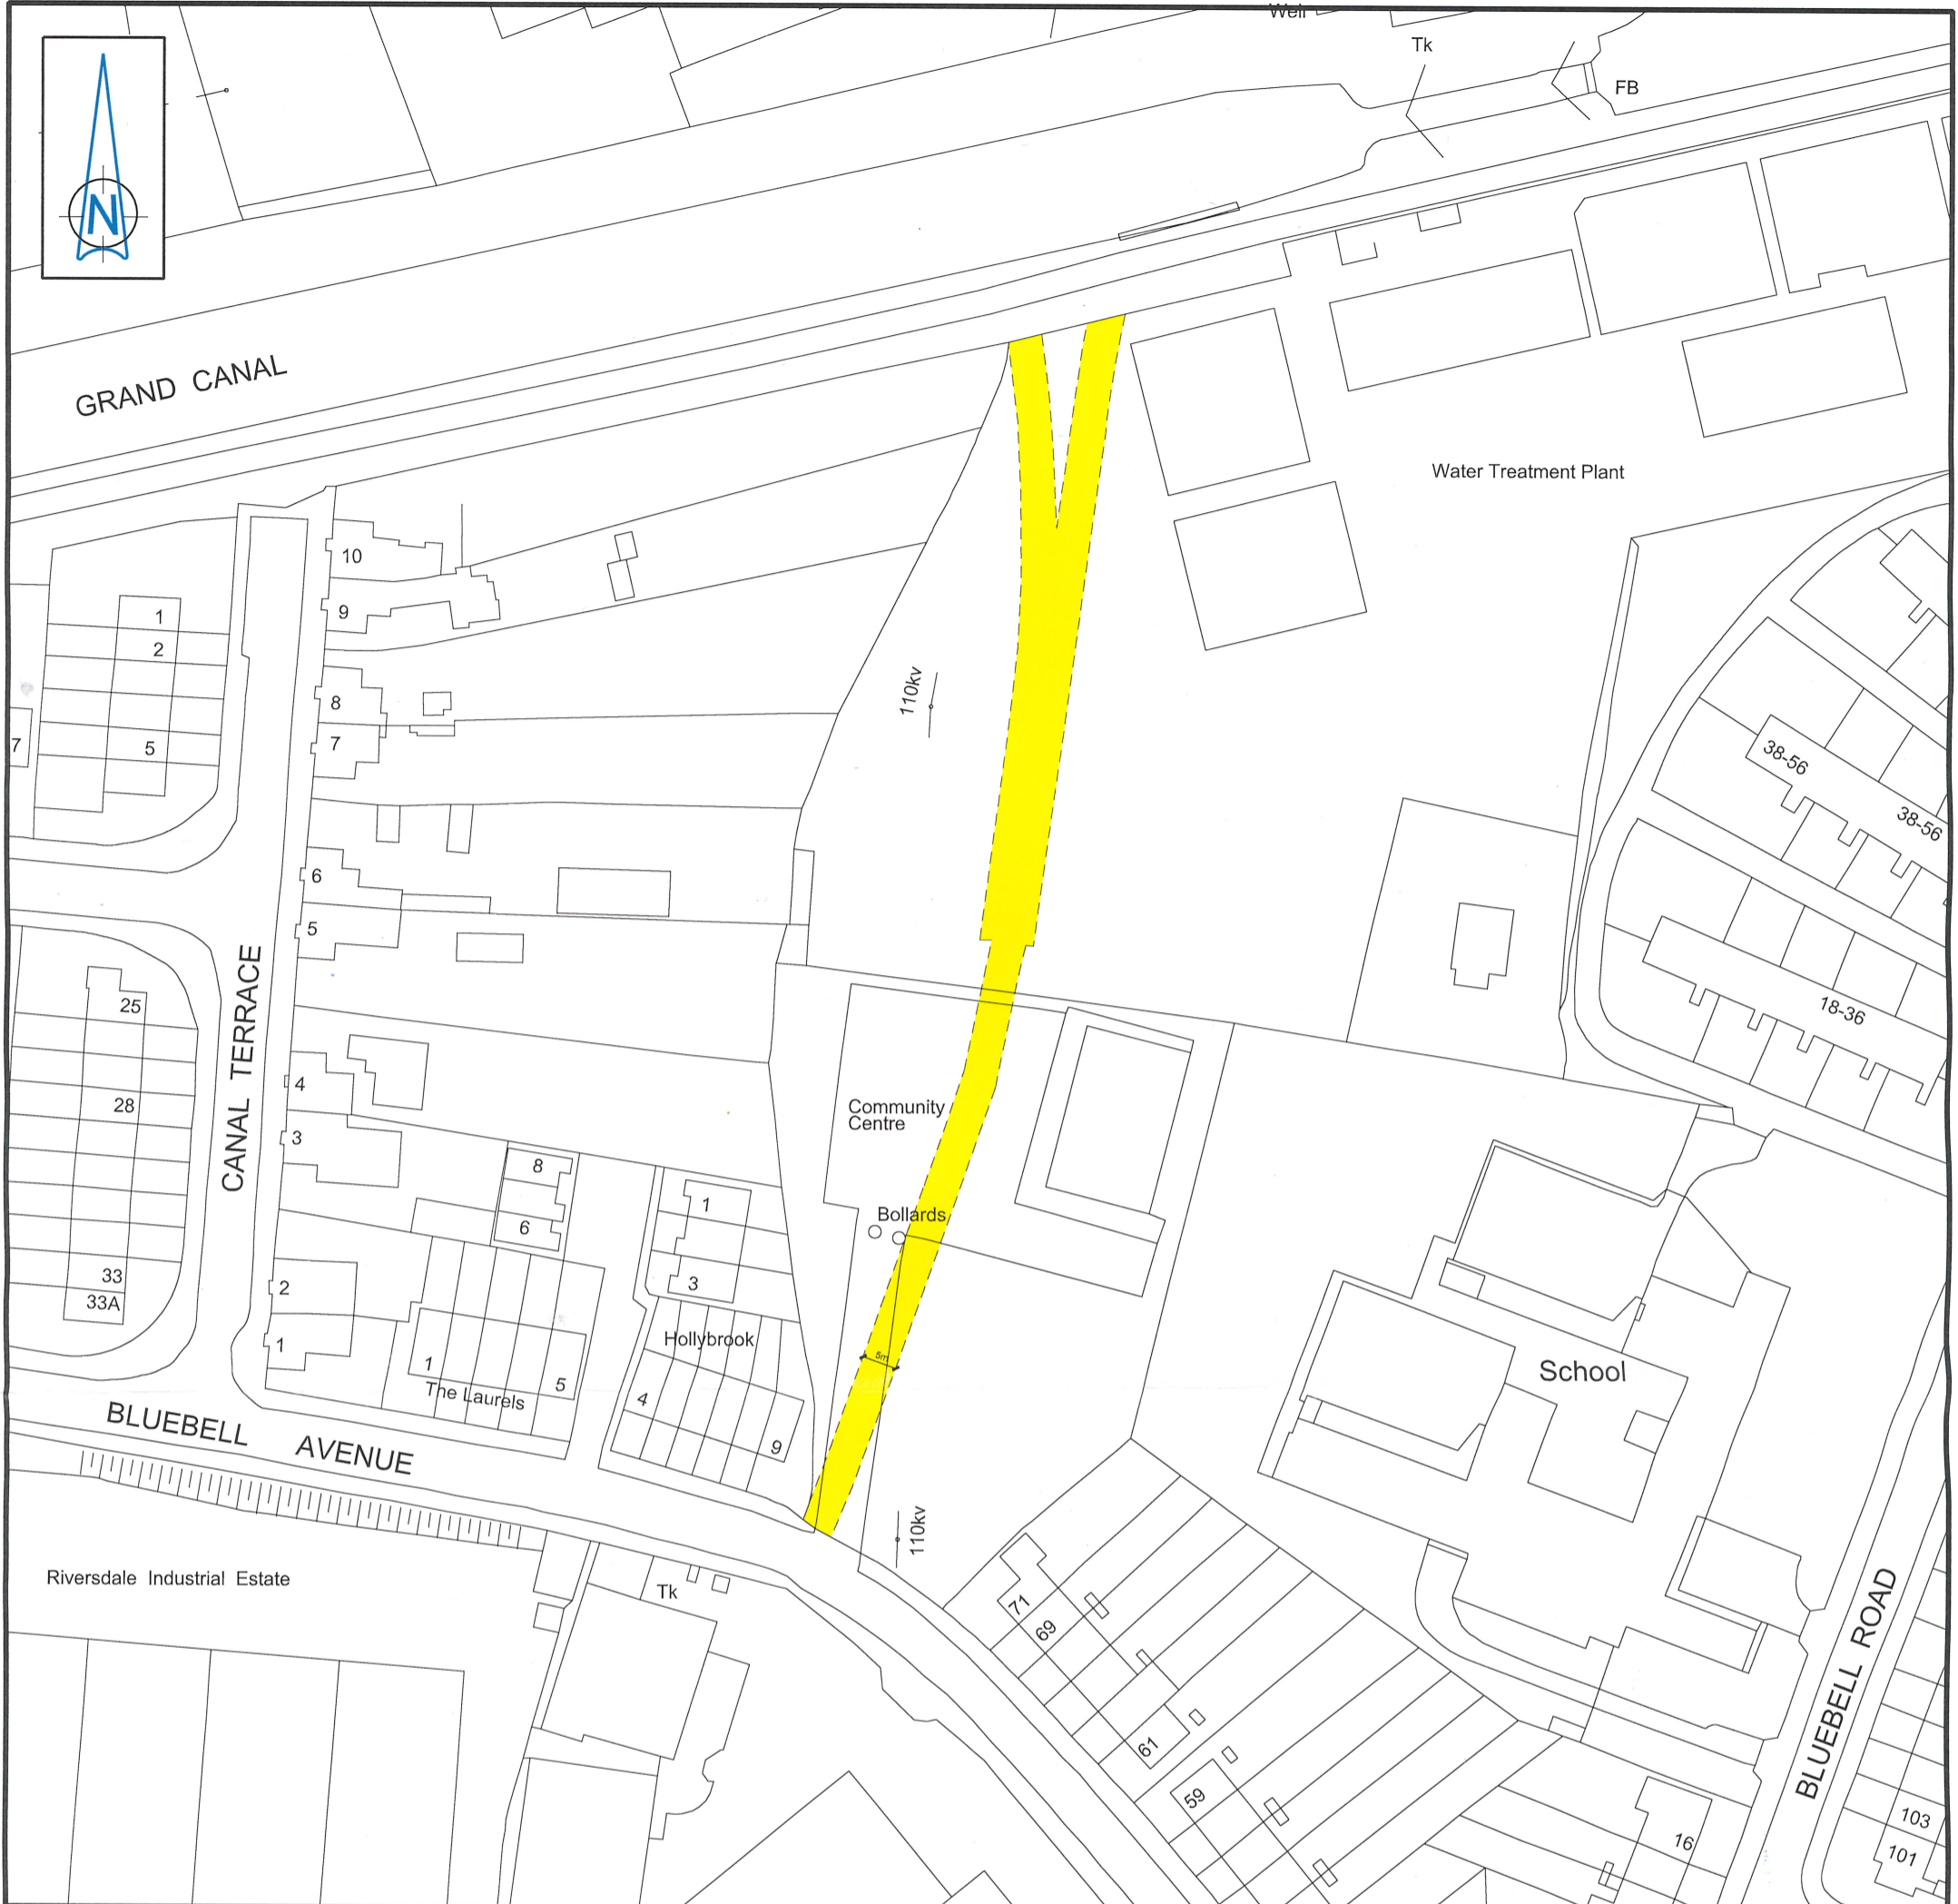 Well
Tk
FB
N
GRAND CANAL
Water Treatment Plant
10
9
1
2
8
7
5
7
110kv
38-56
38-56
6
5
25
18-36
CANAL TERRACE
4
28
3
Community
Centre
8
6
1
Bollards
33
33A
2
3
1
Hollybrook
5m
School
1
5
The Laurels
4
9
BLUEBELL AVENUE
110kv
Riversdale Industrial Estate
Tk
71
69
61
59
BLUEBELL ROAD
16
103
101